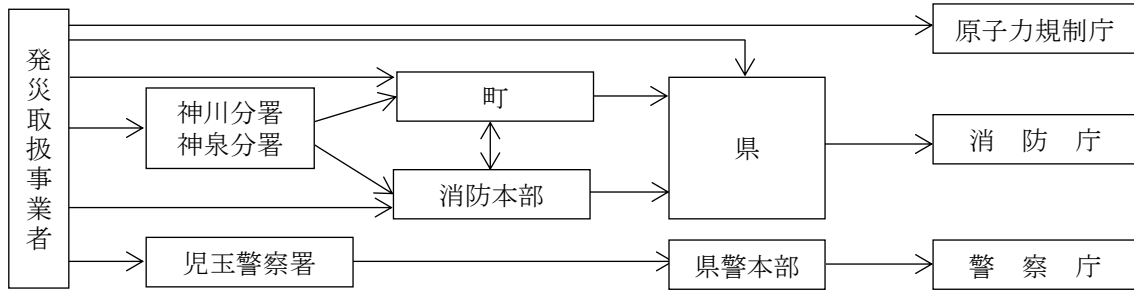 発災取扱事業者
原子力規制庁
神川分署
神泉分署
町
県
消防庁
消防本部
児玉警察署
県警本部
警察庁